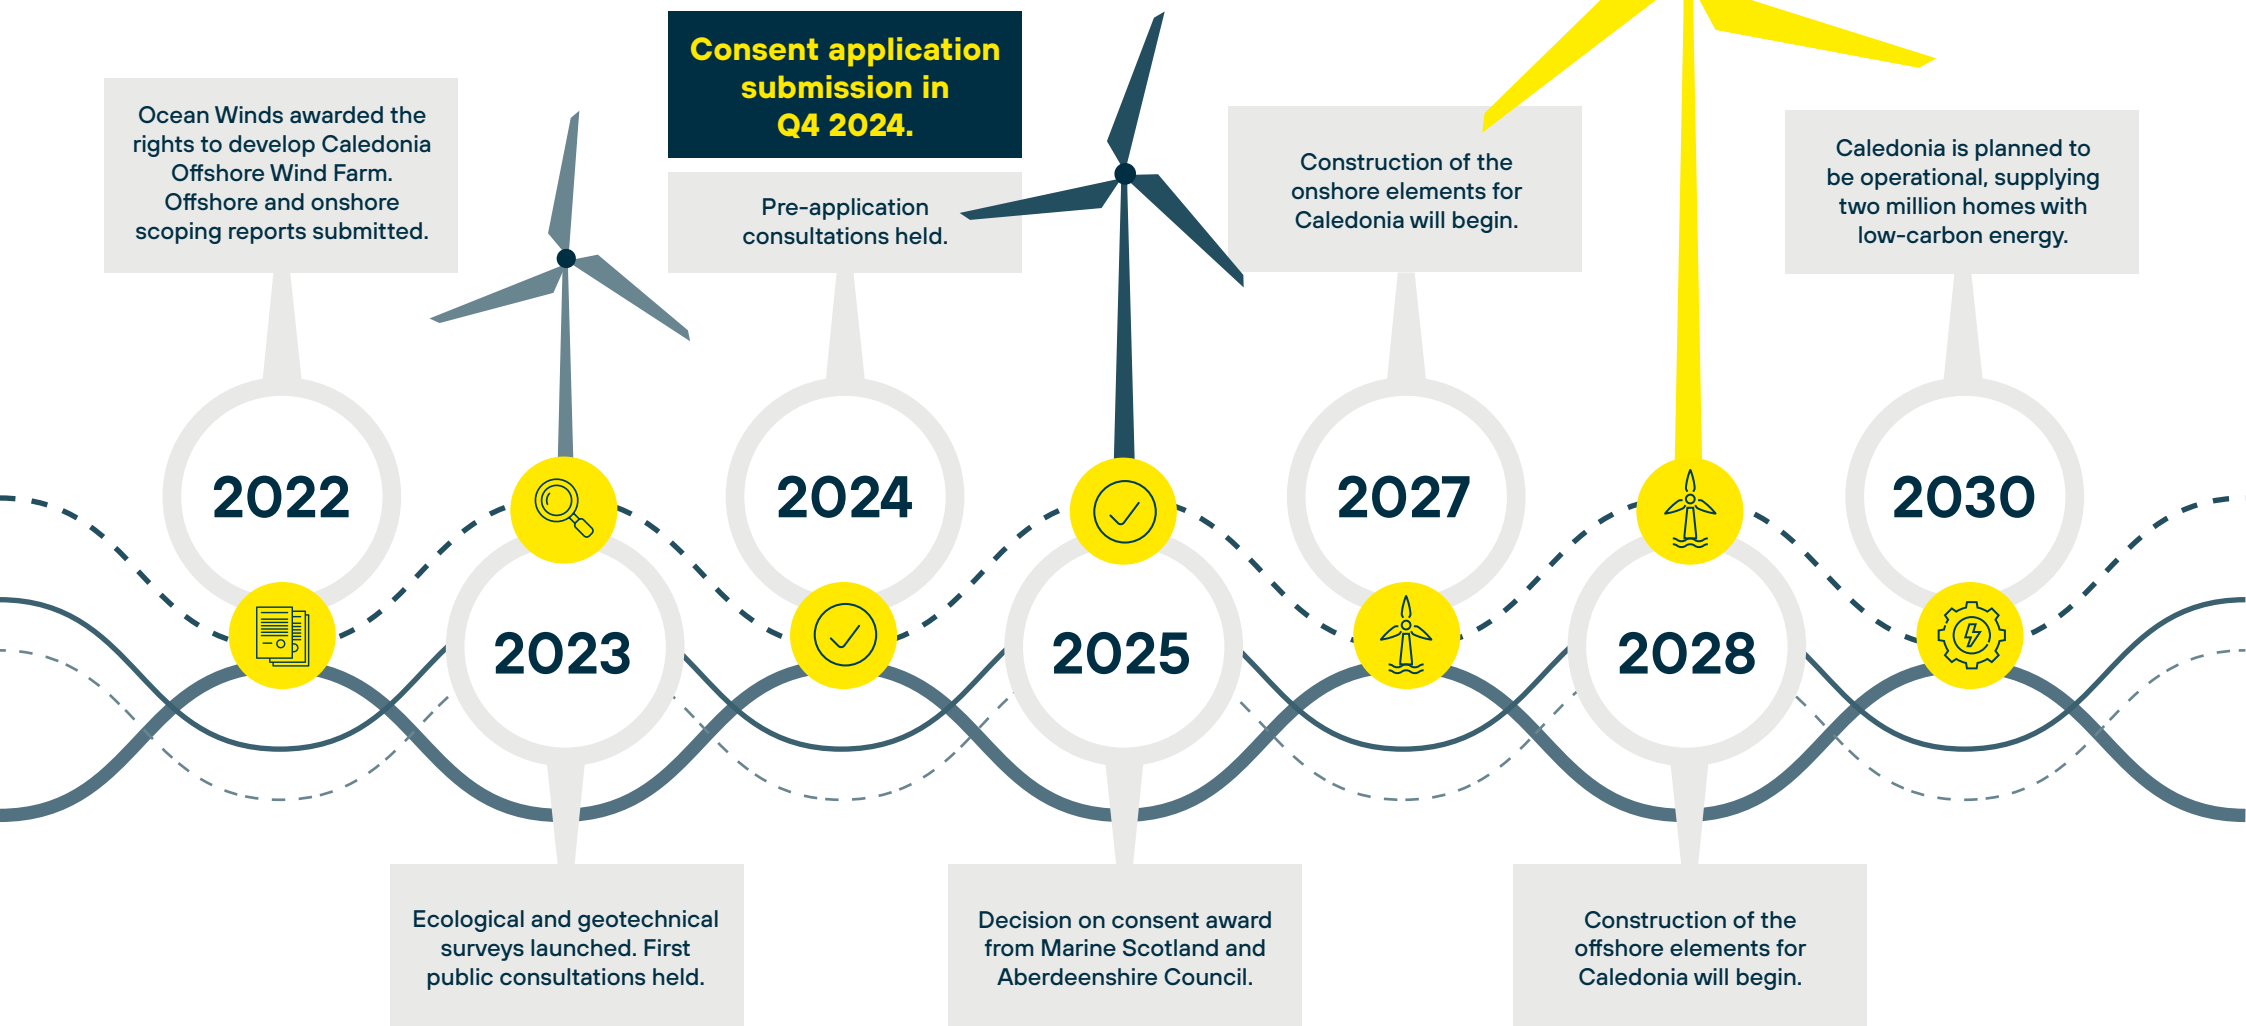 Ocean Winds awarded the
rights to develop Caledonia
Offshore Wind Farm.
Offshore and onshore
scoping reports submitted.
2022
2023
Ecological and geotechnical
surveys launched. First
public consultations held.
Consent application
submission in
Q4 2024.
Pre-application
consultations held.
2024
2025
Decision on consent award
from Marine Scotland and
Aberdeenshire Council.
Construction of the
onshore elements for
Caledonia will begin.
2027
2028
Construction of the
offshore elements for
Caledonia will begin.
Caledonia is planned to
be operational, supplying
two million homes with
low-carbon energy.
2030